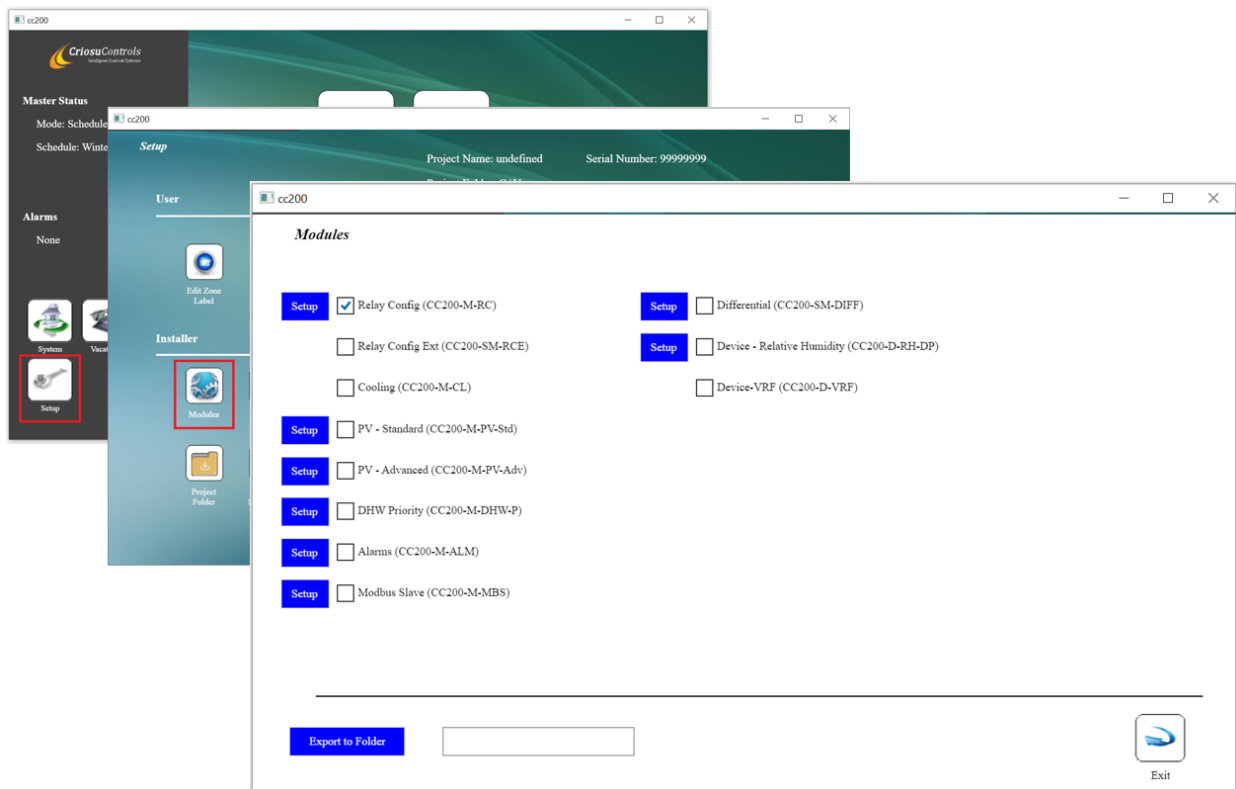 cc200
CriosuControls
Intelligent Controls Systems
Master Status
Mode: Schedule
Schedule: Winte
Alarms
None
System
Vacat
Setup
cc200
Setup
Project Name: undefined
Serial Number: 99999999
User
Edit Zone
Label
Installer
Modules
Project
Folder
cc200
Modules
Setup Relay Config (CC200-M-RC)
Relay Config Ext (CC200-SM-RCE)
Cooling (CC200-M-CL)
Setup PV - Standard (CC200-M-PV-Std)
Setup PV - Advanced (CC200-M-PV-Adv)
Setup DHW Priority (CC200-M-DHW-P)
Setup Alarms (CC200-M-ALM)
Setup Modbus Slave (CC200-M-MBS)
Setup Differential (CC200-SM-DIFF)
Setup Device - Relative Humidity (CC200-D-RH-DP)
Device-VRF (CC200-D-VRF)
Export to Folder
Exit